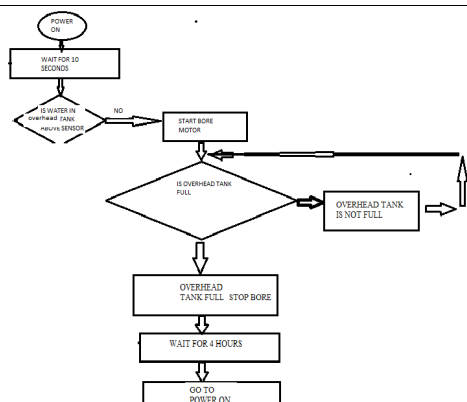 POWER
ON
WAIT FOR 10
SECONDS
IS WATER IN
overhead TANK
ABOVE SENSOR
NO
START BORE
MOTOR
IS OVERHEAD TANK
FULL
OVERHEAD TANK
IS NOT FULL
OVERHEAD
TANK FULL STOP BORE
WAIT FOR 4 HOURS
GO TO
POWER ON